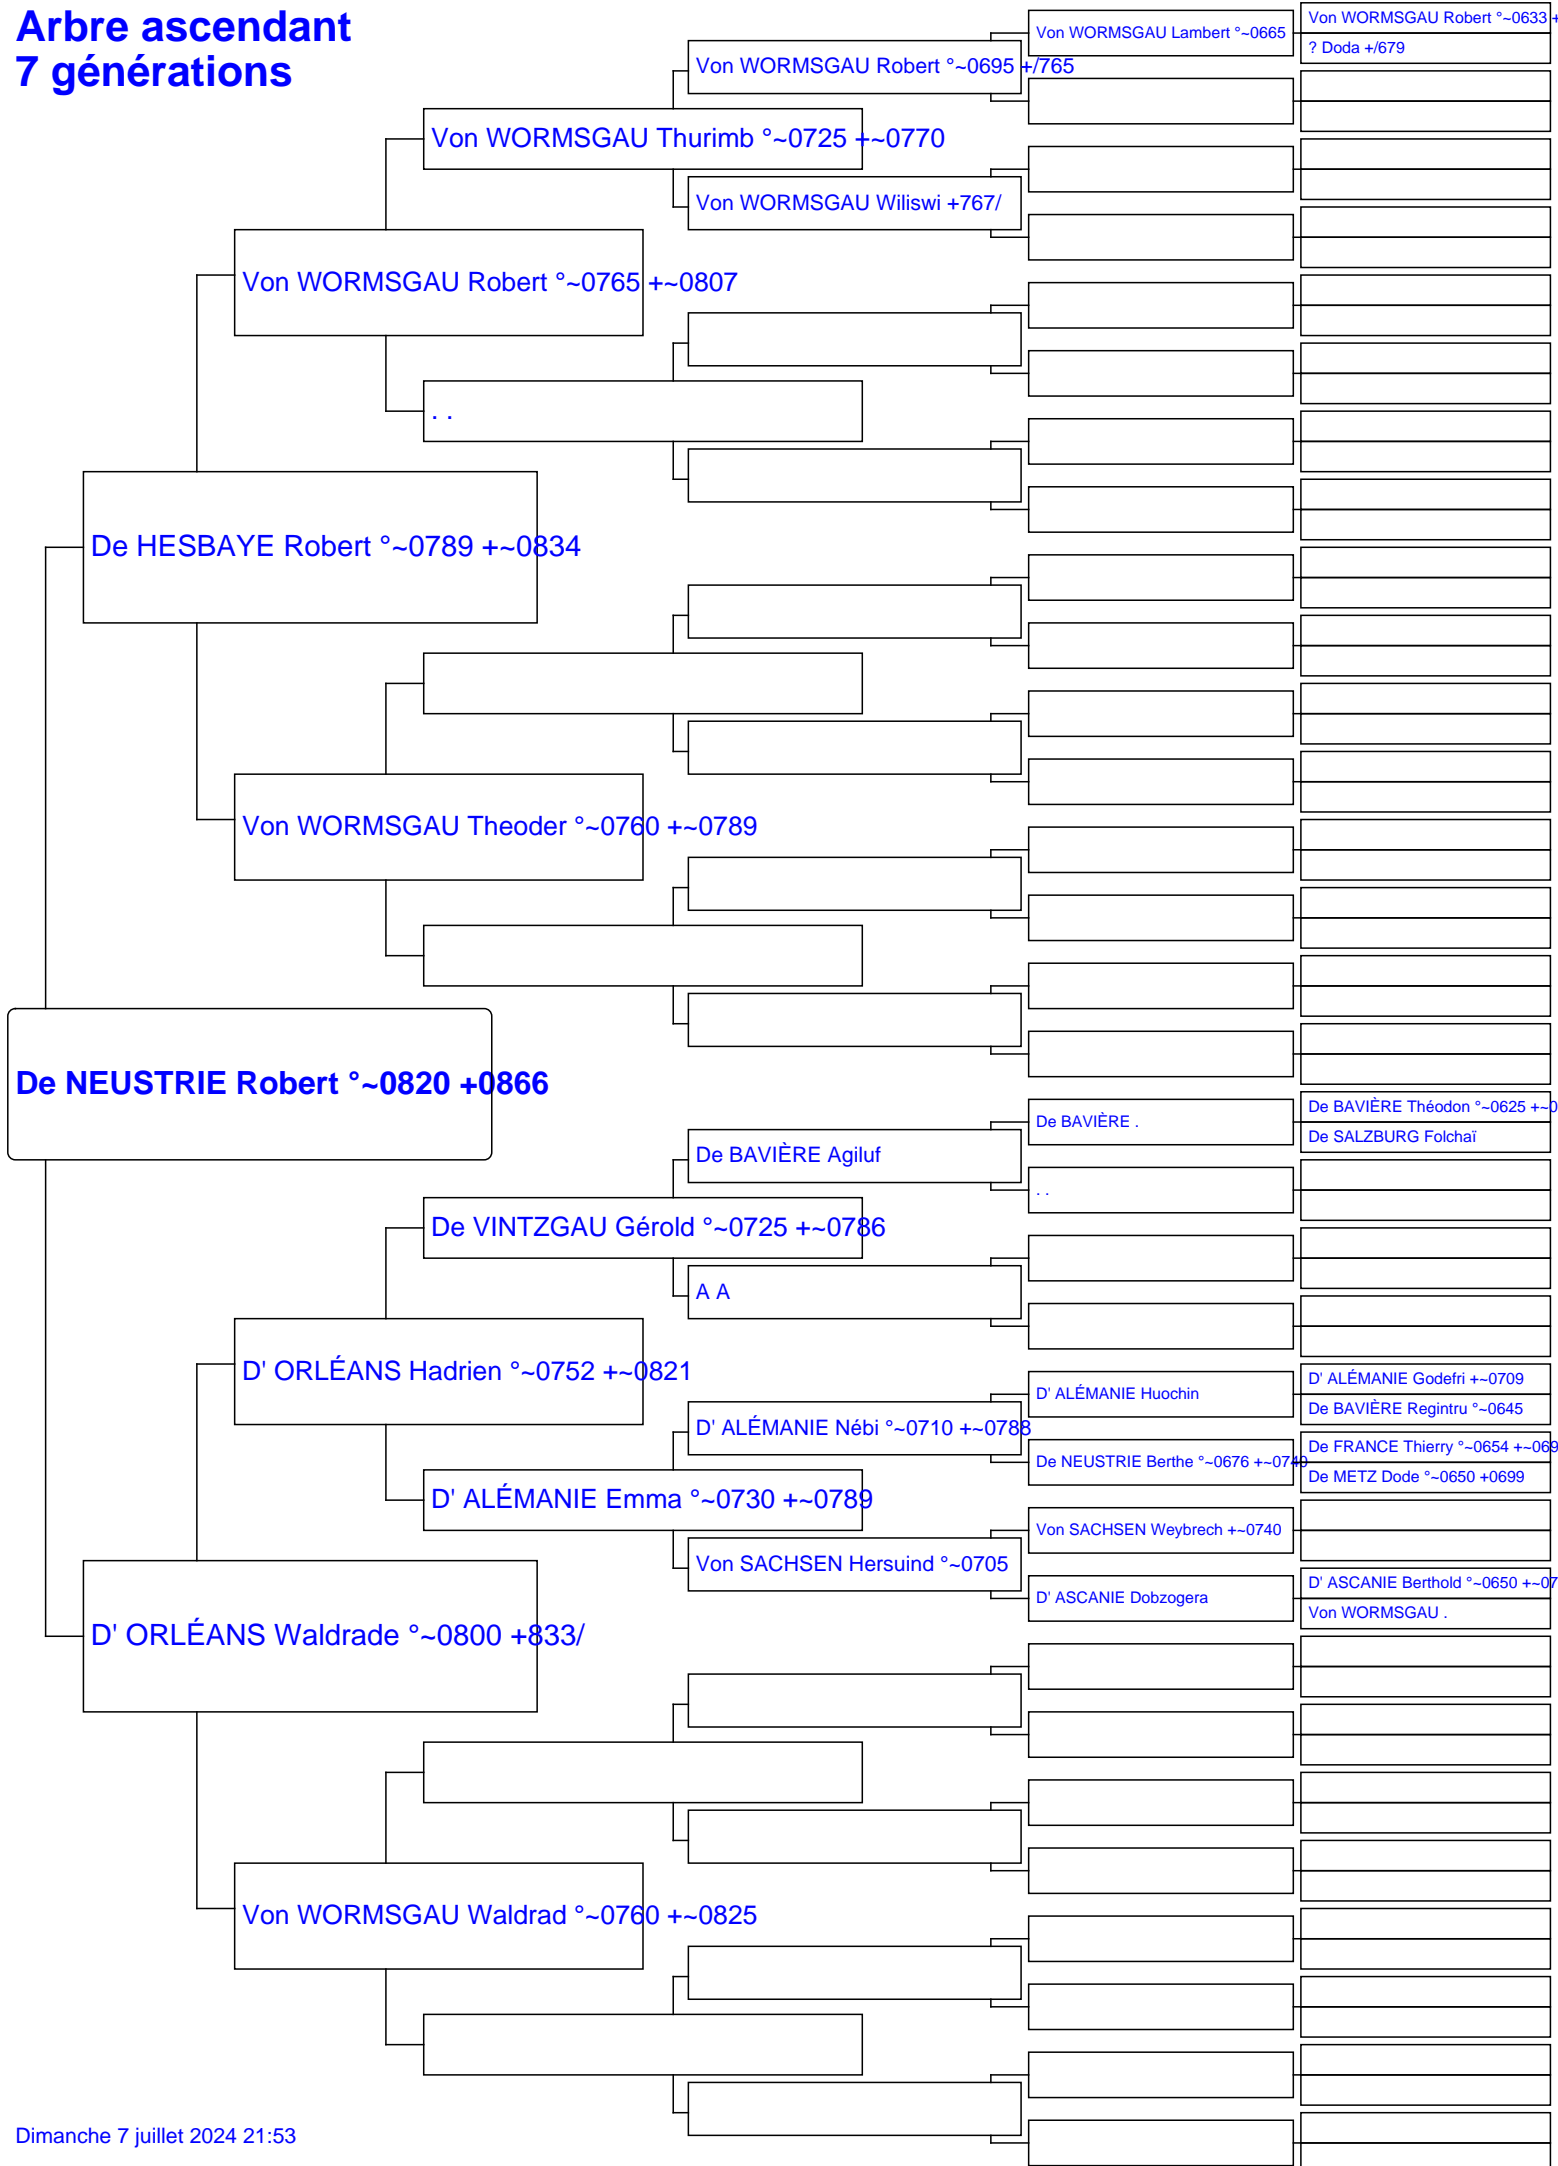 Arbre ascendant
7 générations
Von WORMSGAU Robert °~0633 +
Von WORMSGAU Lambert °~0665
? Doda +/679
Von WORMSGAU Robert °~0695 +/765
Von WORMSGAU Thurimb °~0725 +~0770
Von WORMSGAU Wiliswi +767/
Von WORMSGAU Robert °~0765 +~0807
. .
De HESBAYE Robert °~0789 +~0834
Von WORMSGAU Theoder °~0760 +~0789
De NEUSTRIE Robert °~0820 +0866
De BAVIÈRE Théodon °~0625 +~0
De BAVIÈRE .
De SALZBURG Folchaï
De BAVIÈRE Agiluf
. .
De VINTZGAU Gérold °~0725 +~0786
A A
D' ORLÉANS Hadrien °~0752 +~0821
D' ALÉMANIE Godefri +~0709
D' ALÉMANIE Huochin
De BAVIÈRE Regintru °~0645
D' ALÉMANIE Nébi °~0710 +~0788
De FRANCE Thierry °~0654 +~069
De NEUSTRIE Berthe °~0676 +~0740
De METZ Dode °~0650 +0699
D' ALÉMANIE Emma °~0730 +~0789
Von SACHSEN Weybrech +~0740
Von SACHSEN Hersuind °~0705
D' ASCANIE Berthold °~0650 +~07
D' ASCANIE Dobzogera
Von WORMSGAU .
D' ORLÉANS Waldrade °~0800 +833/
Von WORMSGAU Waldrad °~0760 +~0825
Dimanche 7 juillet 2024 21:53